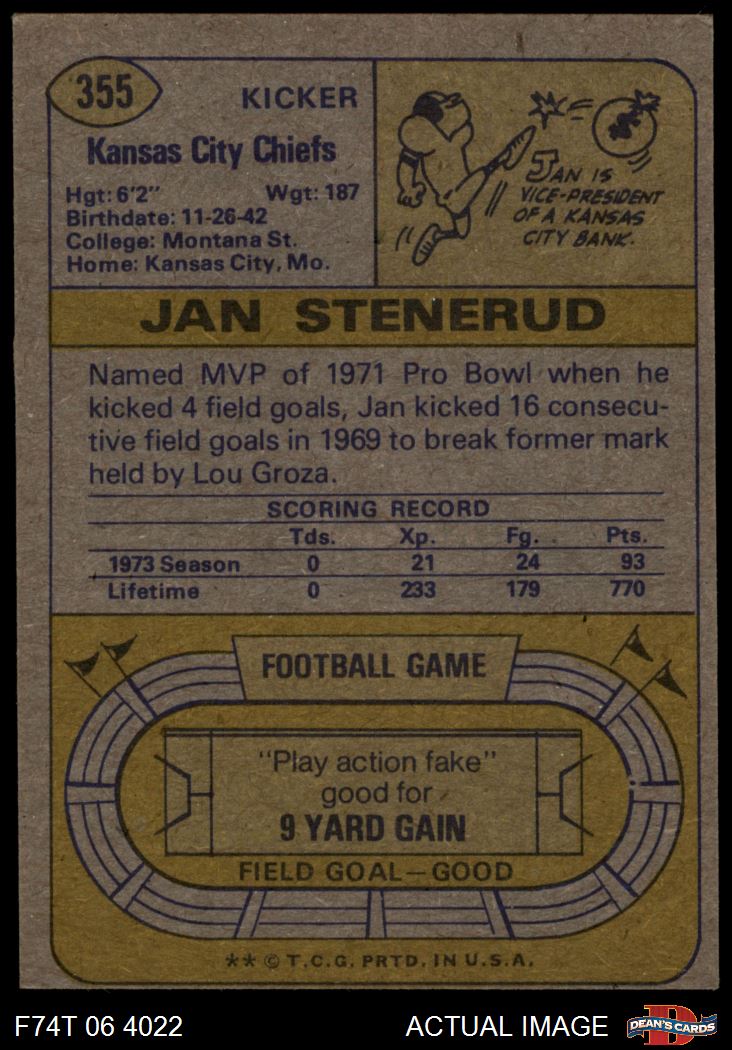 355
KICKER
Kansas City Chiefs
Hgt: 6'2" Wgt: 187
Birthdate: 11-26-42
College: Montana St.
Home: Kansas City, Mo.
$
JAN IS
VICE-PRESIDENT
OF A KANSAS
CITY BANK.
JAN STENERUD
Named MVP of 1971 Pro Bowl when he
kicked 4 field goals, Jan kicked 16 consecu-
tive field goals in 1969 to break former mark
held by Lou Groza.
SCORING RECORD
Tds. Xp. Fg. Pts.
1973 Season 0 21 24 93
Lifetime 0 233 179 770
FOOTBALL GAME
"Play action fake"
good for
9 YARD GAIN
FIELD GOAL—GOOD
** © T.C.G. PRTD. IN U.S.A.
F74T 06 4022
ACTUAL IMAGE
D
DEAN'S CARDS